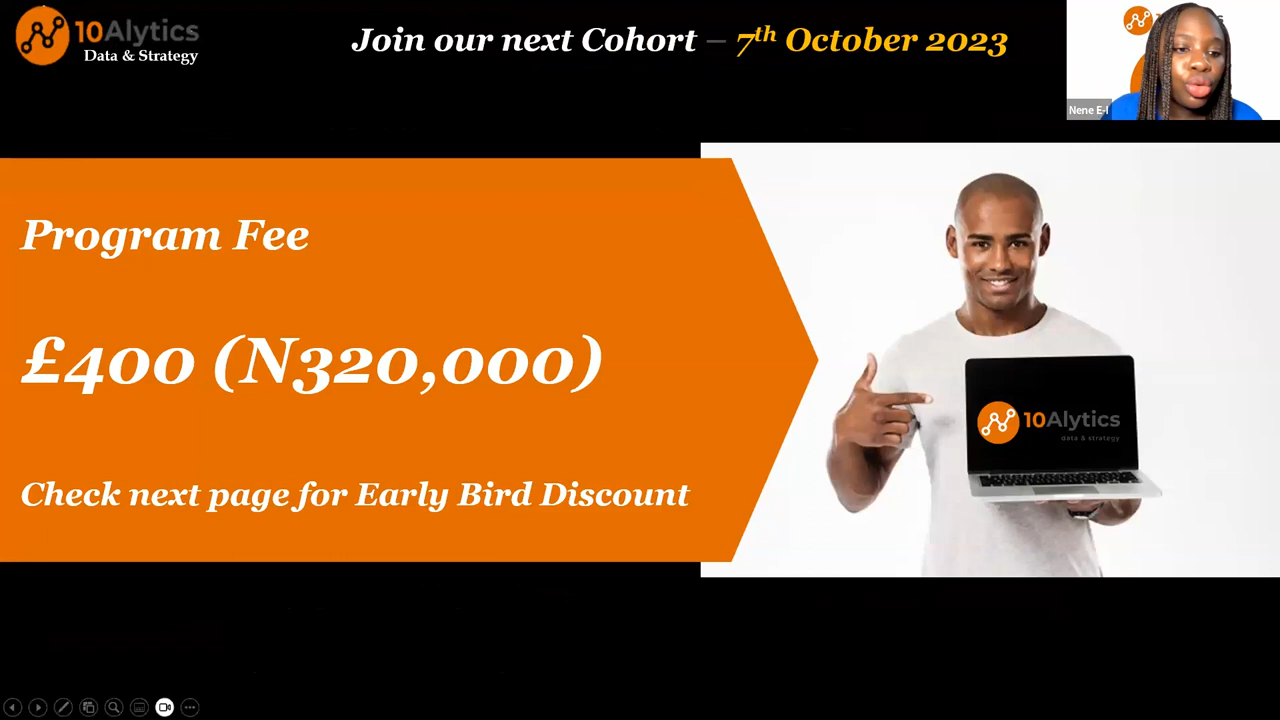 10Alytics
Data & Strategy
Join our next Cohort – 7th October 2023
Nene E-I
Program Fee
£400 (N320,000)
Check next page for Early Bird Discount
10Alytics
data & strategy